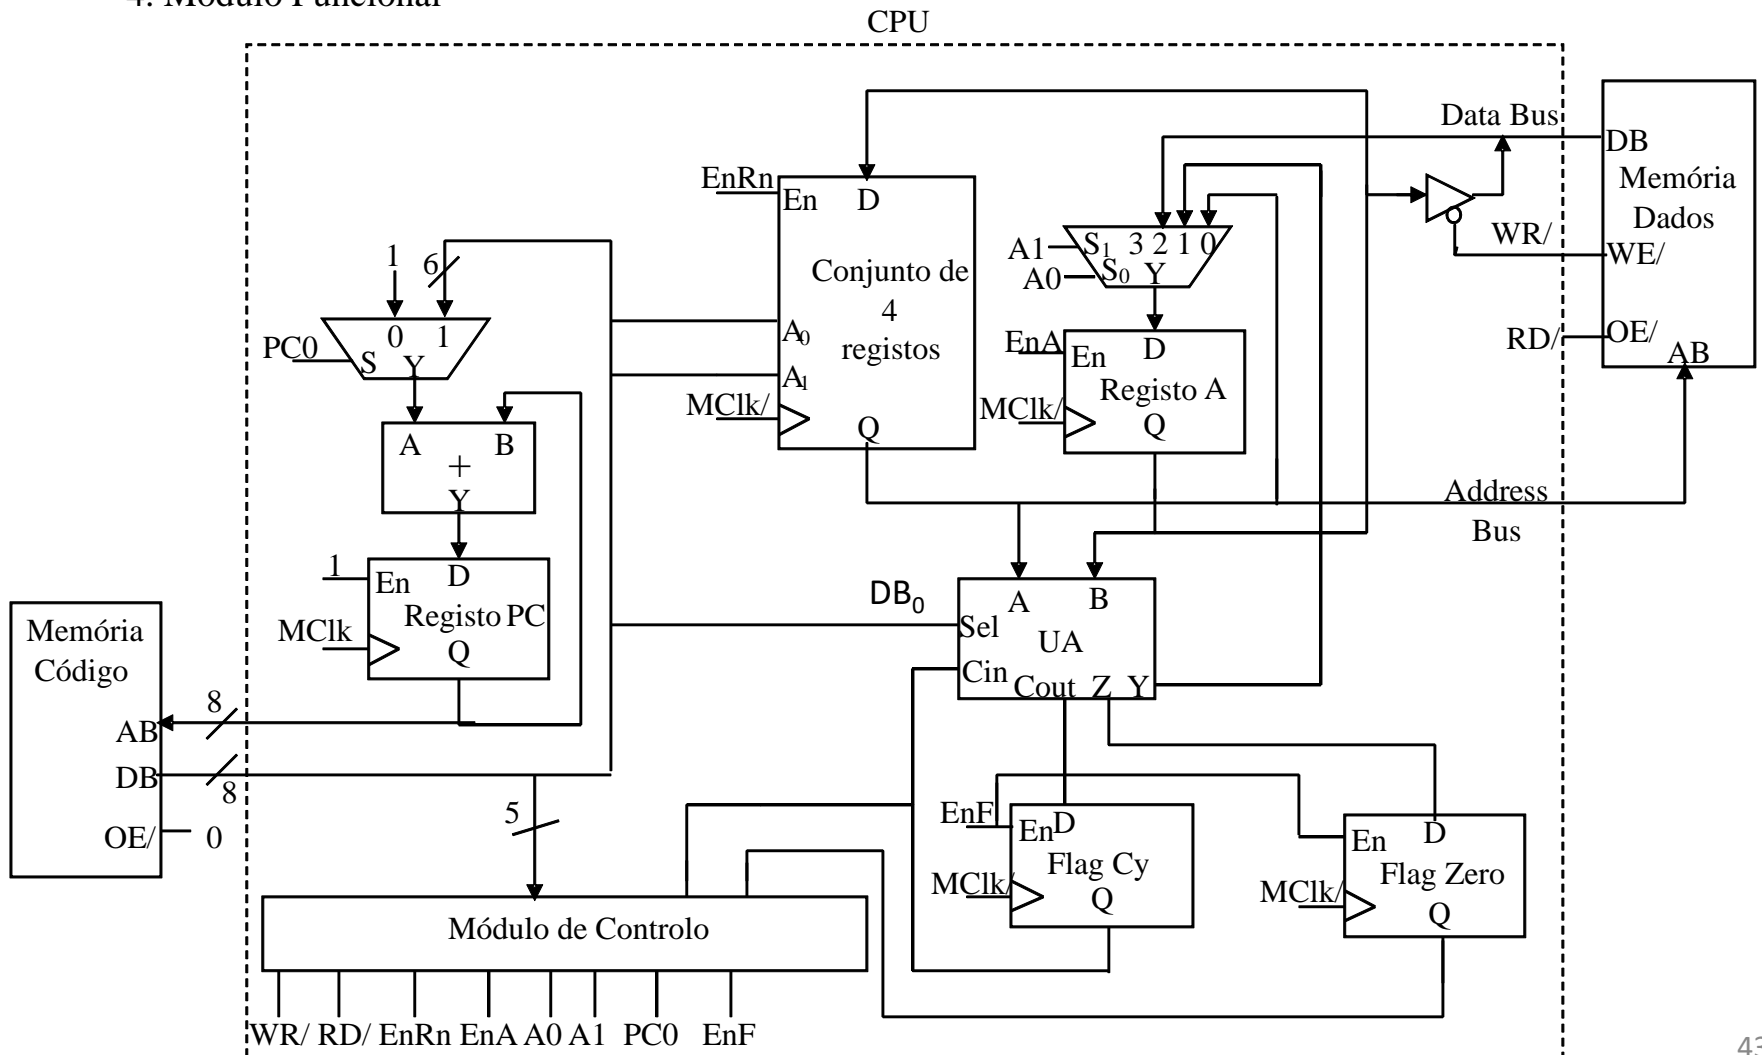 4. Módulo Funcional
CPU
Data Bus
DB
Memória
Dados
WR/
WE/
RD/
OE/
AB
EnRn
En D
Conjunto de
4
registos
A0
A1
MClk/
Q
A1
A0
S1 3 2 1 0
S0 Y
EnA
En D
Registo A
MClk/
Q
1
6
0 1
PC0
S Y
A B
+
Y
1
En D
Registo PC
MClk
Q
Address
Bus
DB0
A B
Sel
UA
Cin
Cout Z Y
Memória
Código
8
AB
DB
8
OE/ 0
5
EnF
En D
Flag Cy
MClk/
Q
En D
Flag Zero
MClk/
Q
Módulo de Controlo
WR/ RD/ EnRn EnA A0 A1 PC0 EnF